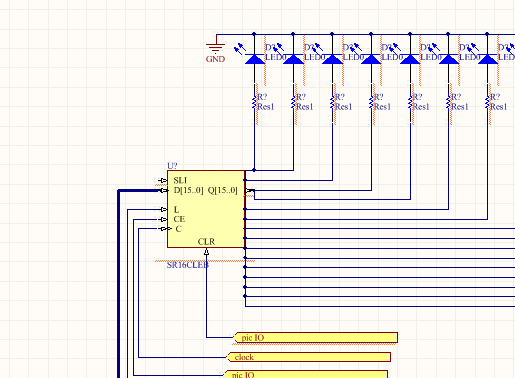 GND
D? D? D? D? D? D? D?
LED0 LED0 LED0 LED0 LED0 LED0 LED0
R? R? R? R? R? R? R?
Res1 Res1 Res1 Res1 Res1 Res1 Res1
U?
SLI
D[15..0] Q[15..0]
L
CE
C
CLR
SR16CLEB
pic IO
clock
pic IO